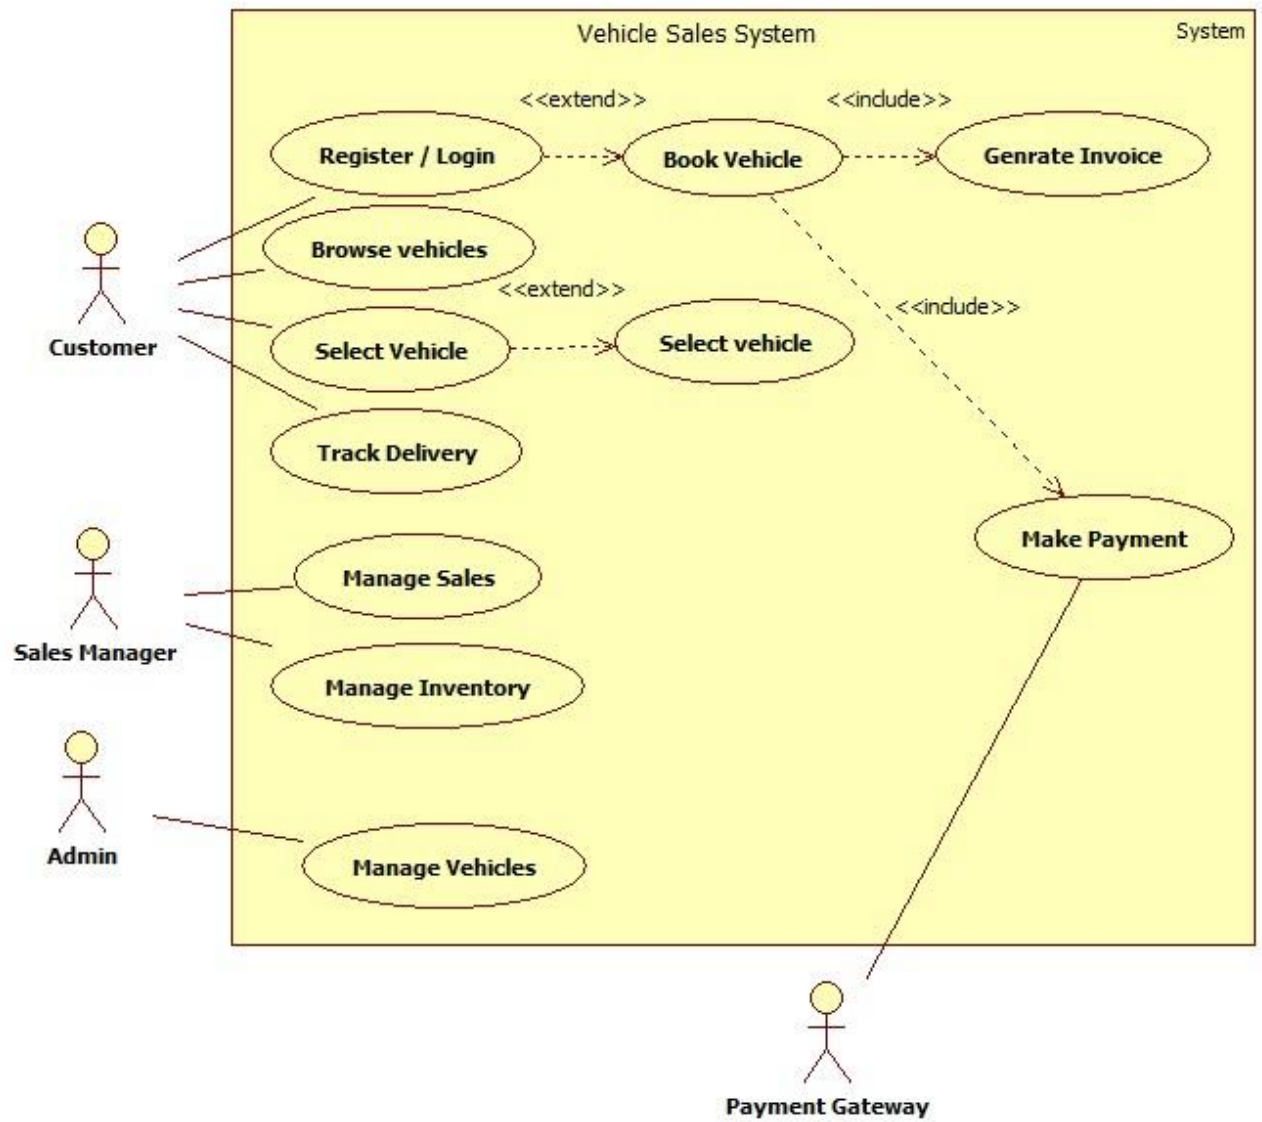 Vehicle Sales System
System
<<extend>>
<<include>>
Register / Login
Book Vehicle
Genrate Invoice
Browse vehicles
<<extend>>
<<include>>
Customer
Select Vehicle
Select vehicle
Track Delivery
Make Payment
Manage Sales
Sales Manager
Manage Inventory
Admin
Manage Vehicles
Payment Gateway